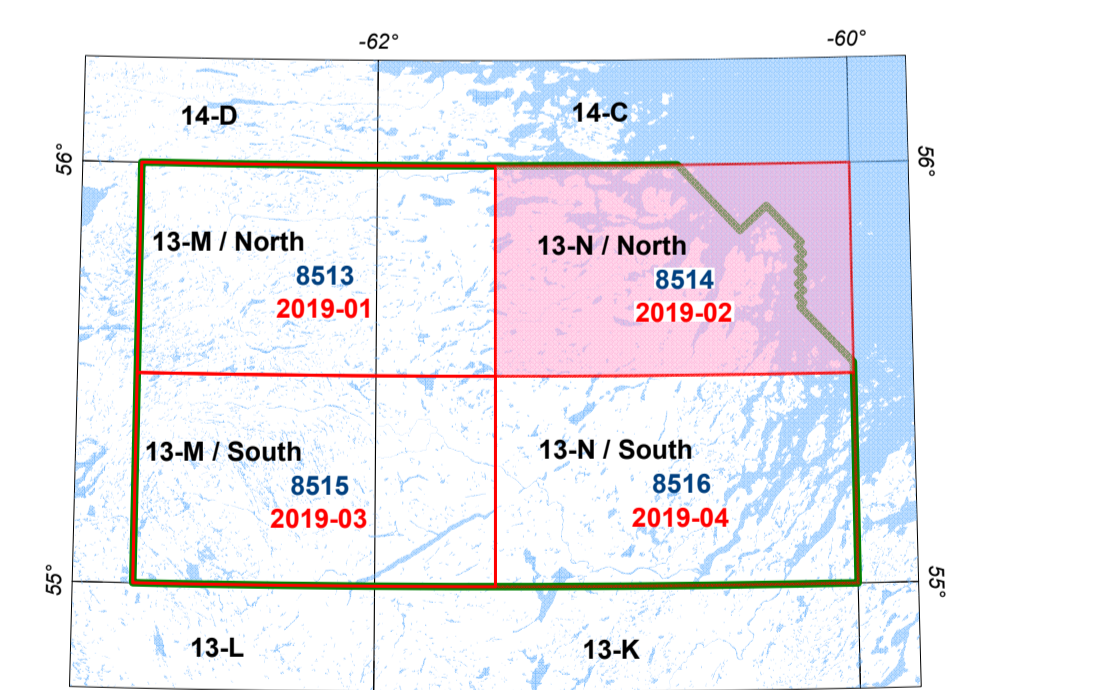 -62°
-60°
14-D
14-C
56°
56°
13-M / North
8513
2019-01
13-N / North
8514
2019-02
13-M / South
8515
2019-03
13-N / South
8516
2019-04
55°
55°
13-L
13-K